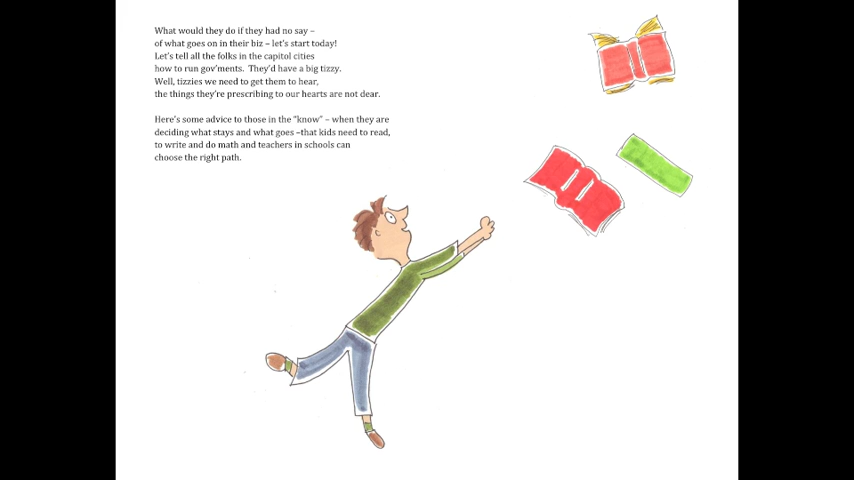 What would they do if they had no say –
of what goes on in their biz – let's start today!
Let's tell all the folks in the capitol cities
how to run gov'ments.  They'd have a big tizzy.
Well, tizzies we need to get them to hear,
the things they're prescribing to our hearts are not dear.
Here's some advice to those in the "know" – when they are
deciding what stays and what goes –that kids need to read,
to write and do math and teachers in schools can
choose the right path.